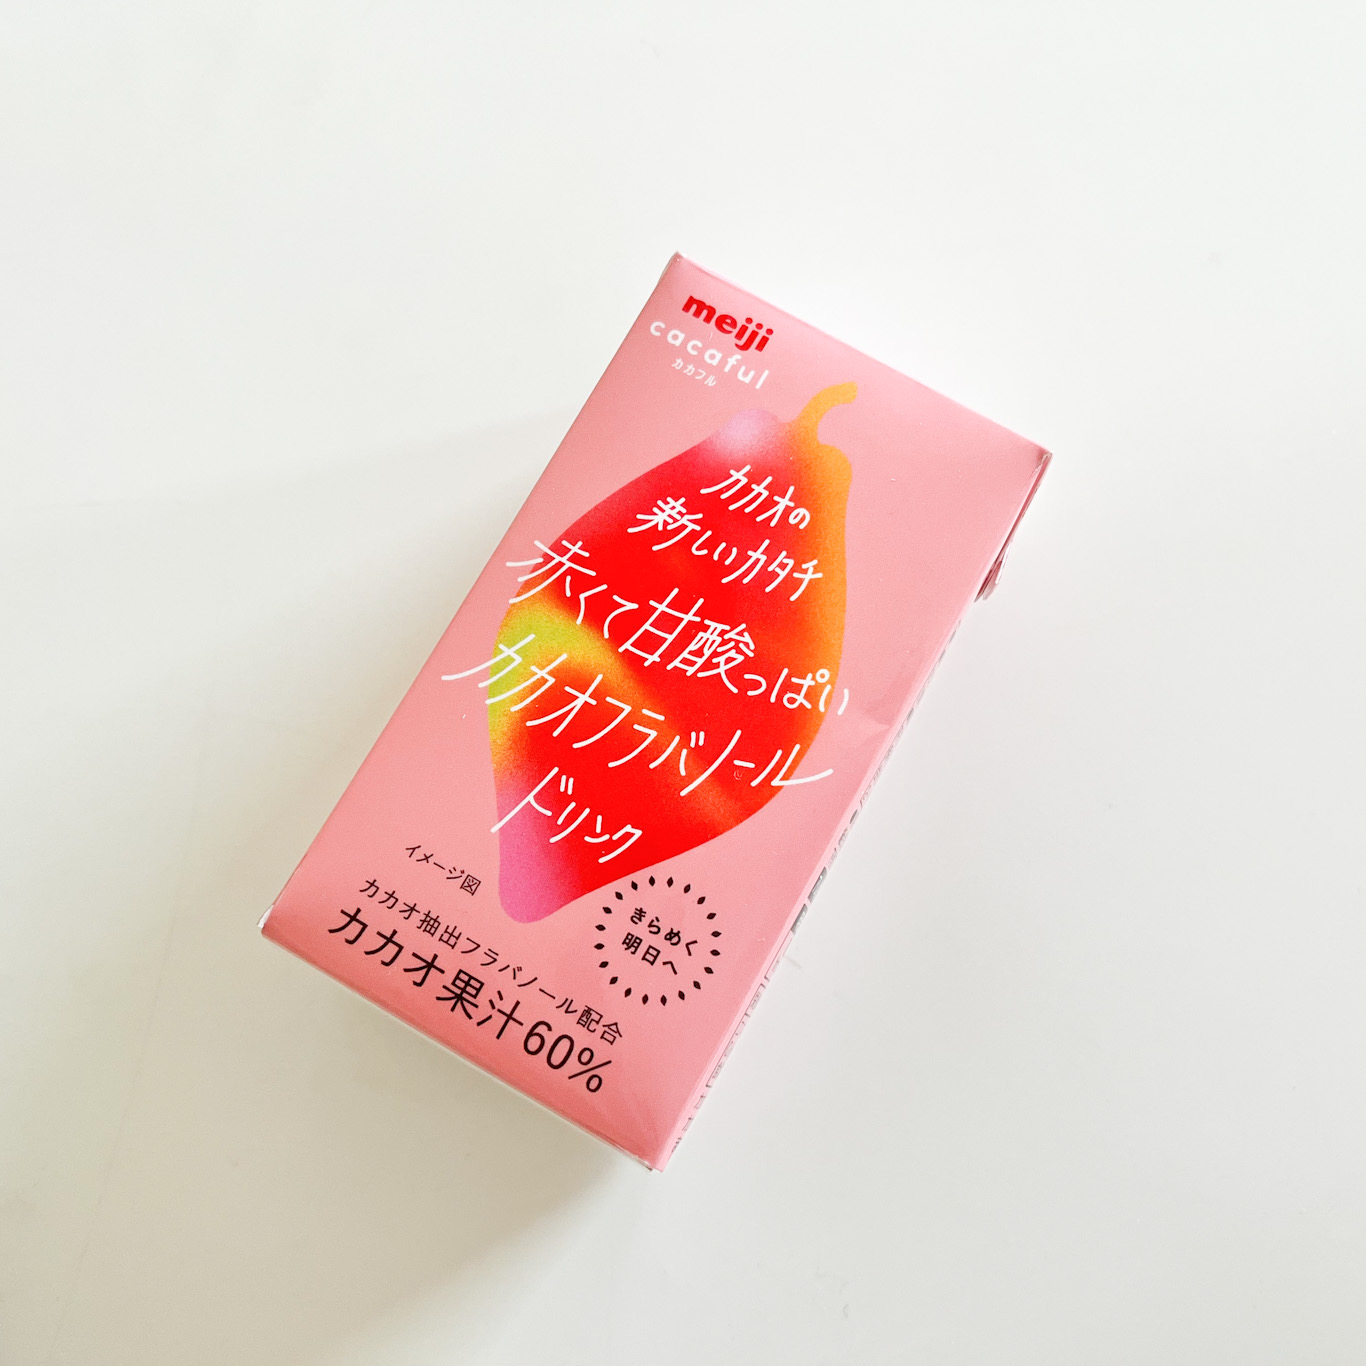 meiji
cacaful
カカフル
カカオの
新しいカタチ
赤くて甘酸っぱい
カカオフラバノール
ドリンク
イメージ図
きらめく
明日へ
カカオ抽出フラバノール配合
カカオ果汁60%